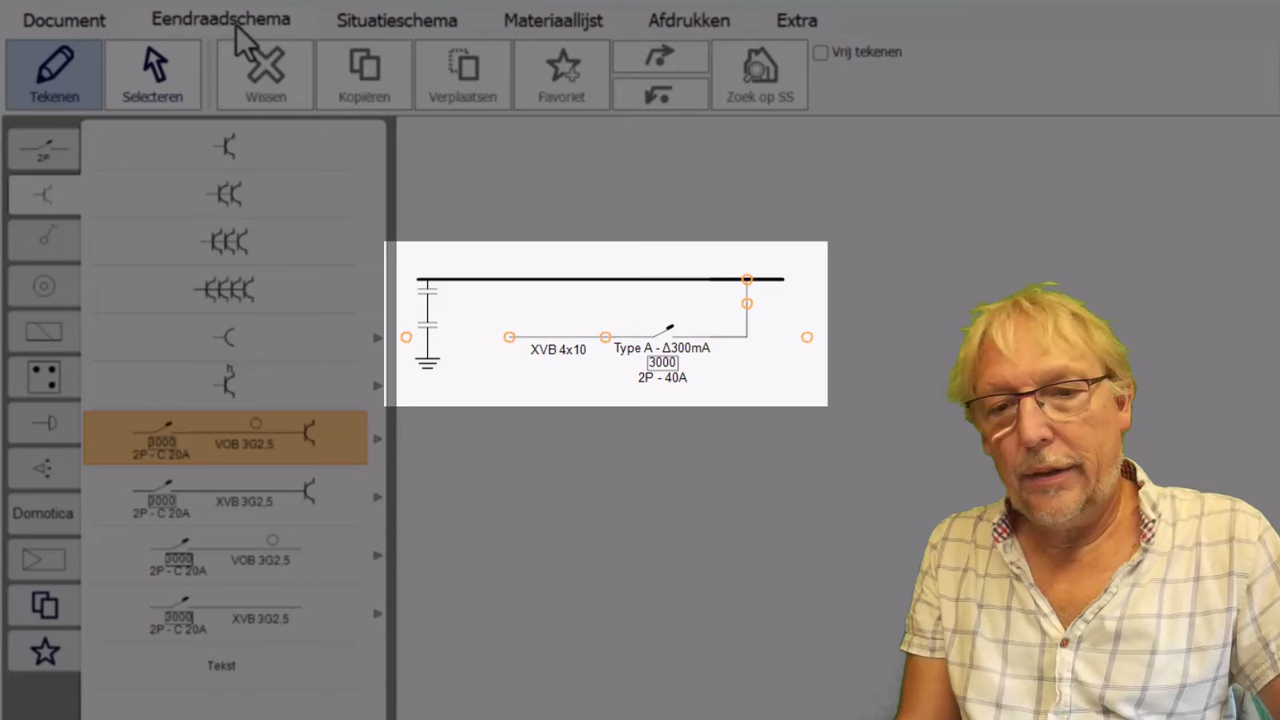 Document Eendraadschema Situatieschema Materiaallijst Afdrukken Extra
Tekenen Selecteren Wissen Kopiëren Verplaatsen Favoriet Zoek op SS Vrij tekenen
2P
XVB 4x10
Type A - Δ300mA
3000
2P - 40A
3000 VOB 3G2,5
2P - C 20A
3000 XVB 3G2,5
2P - C 20A
Domotica
3000 VOB 3G2,5
2P - C 20A
3000 XVB 3G2,5
2P - C 20A
Tekst